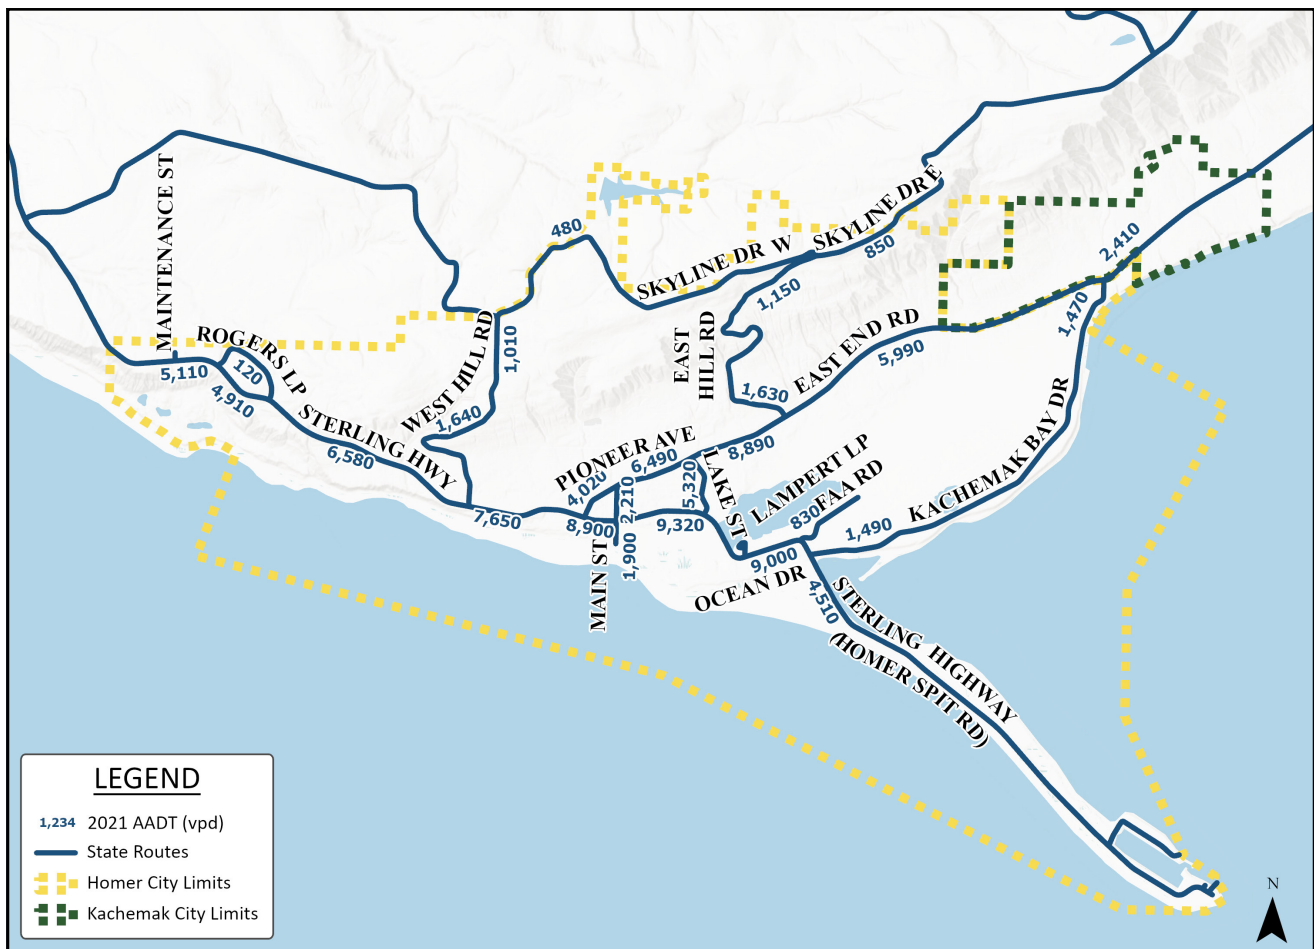 MAINTENANCE ST
480
SKYLINE DR W
SKYLINE DR E
850
2,410
1,150
1,470
ROGERS LP
5,110
120
4,910
WEST HILL RD
1,010
1,640
STERLING HWY
6,580
EAST
HILL RD
1,630
EAST END RD
5,990
PIONEER AVE
4,020
6,490
8,890
2,210
5,320
LAKE ST
LAMPERT LP
FAA RD
830
KACHEMAK BAY DR
1,490
7,650
8,900
9,320
1,900
MAIN ST
9,000
OCEAN DR
4,510
STERLING HIGHWAY
(HOMER SPIT RD)
LEGEND
1,234 2021 AADT (vpd)
State Routes
Homer City Limits
Kachemak City Limits
N